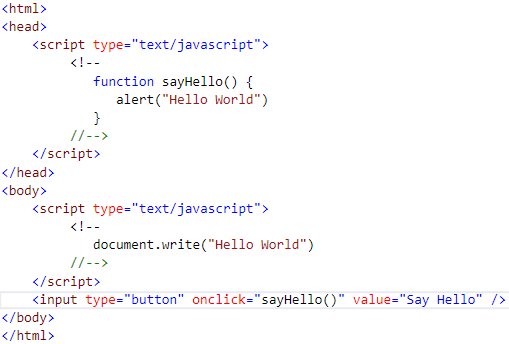 <html>
<head>
<script type="text/javascript">
<!--
function sayHello() {
alert("Hello World")
}
//-->
</script>
</head>
<body>
<script type="text/javascript">
<!--
document.write("Hello World")
//-->
</script>
<input type="button" onclick="sayHello()" value="Say Hello" />
</body>
</html>